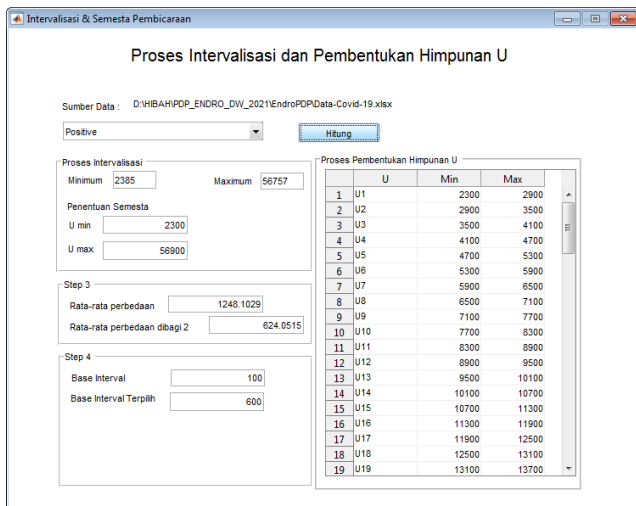 Intervalisasi & Semesta Pembicaraan
Proses Intervalisasi dan Pembentukan Himpunan U
Sumber Data : D:\HIBAH\PDP_ENDRO_DW_2021\EndroPDP\Data-Covid-19.xlsx
Positive
Hitung
Proses Intervalisasi
Minimum 2385 Maximum 56757
Penentuan Semesta
U min 2300
U max 56900
Step 3
Rata-rata perbedaan 1248.1029
Rata-rata perbedaan dibagi 2 624.0515
Step 4
Base Interval 100
Base Interval Terpilih 600
Proses Pembentukan Himpunan U
U Min Max
1 U1 2300 2900
2 U2 2900 3500
3 U3 3500 4100
4 U4 4100 4700
5 U5 4700 5300
6 U6 5300 5900
7 U7 5900 6500
8 U8 6500 7100
9 U9 7100 7700
10 U10 7700 8300
11 U11 8300 8900
12 U12 8900 9500
13 U13 9500 10100
14 U14 10100 10700
15 U15 10700 11300
16 U16 11300 11900
17 U17 11900 12500
18 U18 12500 13100
19 U19 13100 13700